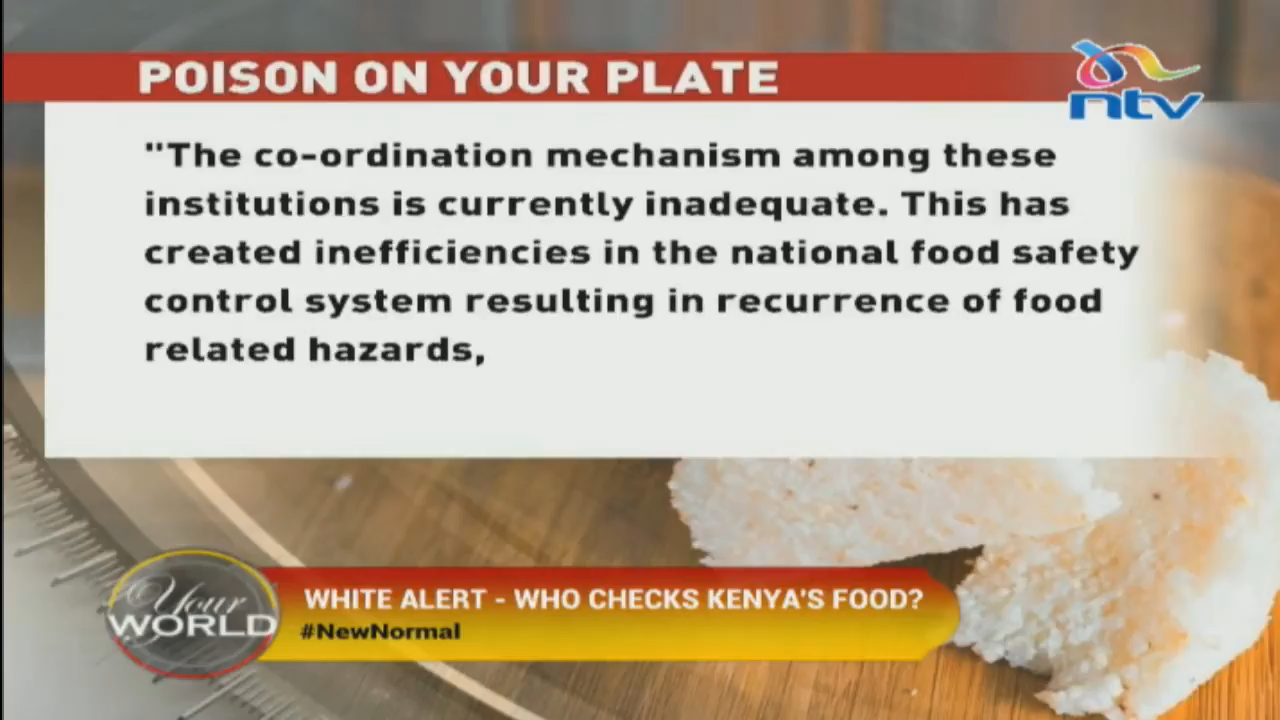 POISON ON YOUR PLATE
ntv
"The co-ordination mechanism among these
institutions is currently inadequate. This has
created inefficiencies in the national food safety
control system resulting in recurrence of food
related hazards,
Your
WORLD
WHITE ALERT - WHO CHECKS KENYA'S FOOD?
#NewNormal